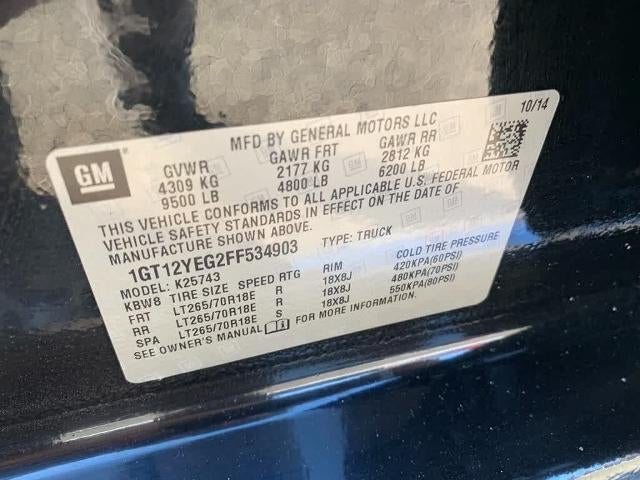 10/14
MFD BY GENERAL MOTORS LLC
GM
GVWR GAWR FRT GAWR RR
4309 KG 2177 KG 2812 KG
9500 LB 4800 LB 6200 LB
THIS VEHICLE CONFORMS TO ALL APPLICABLE U.S. FEDERAL MOTOR
VEHICLE SAFETY STANDARDS IN EFFECT ON THE DATE OF
MANUFACTURE SHOWN ABOVE.
1GT12YEG2FF534903 TYPE: TRUCK
MODEL: K25743
KBW8 TIRE SIZE SPEED RTG RIM COLD TIRE PRESSURE
FRT LT265/70R18E R 18X8J 420KPA(60PSI)
RR LT265/70R18E R 18X8J 480KPA(70PSI)
SPA LT265/70R18E S 18X8J 550KPA(80PSI)
SEE OWNER'S MANUAL FOR MORE INFORMATION.